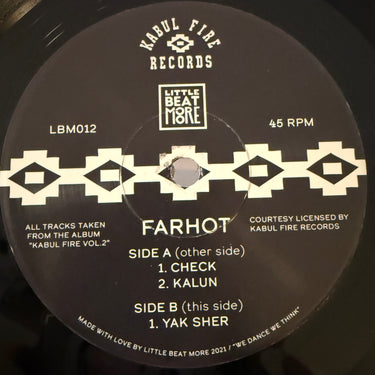 KABUL FIRE
RECORDS
LITTLE
BEAT
MORE
LBM012
45 RPM
ALL TRACKS TAKEN
FROM THE ALBUM
"KABUL FIRE VOL.2"
FARHOT
COURTESY LICENSED BY
KABUL FIRE RECORDS
SIDE A (other side)
1. CHECK
2. KALUN
SIDE B (this side)
1. YAK SHER
MADE WITH LOVE BY LITTLE BEAT MORE 2021 / "WE DANCE WE THINK"